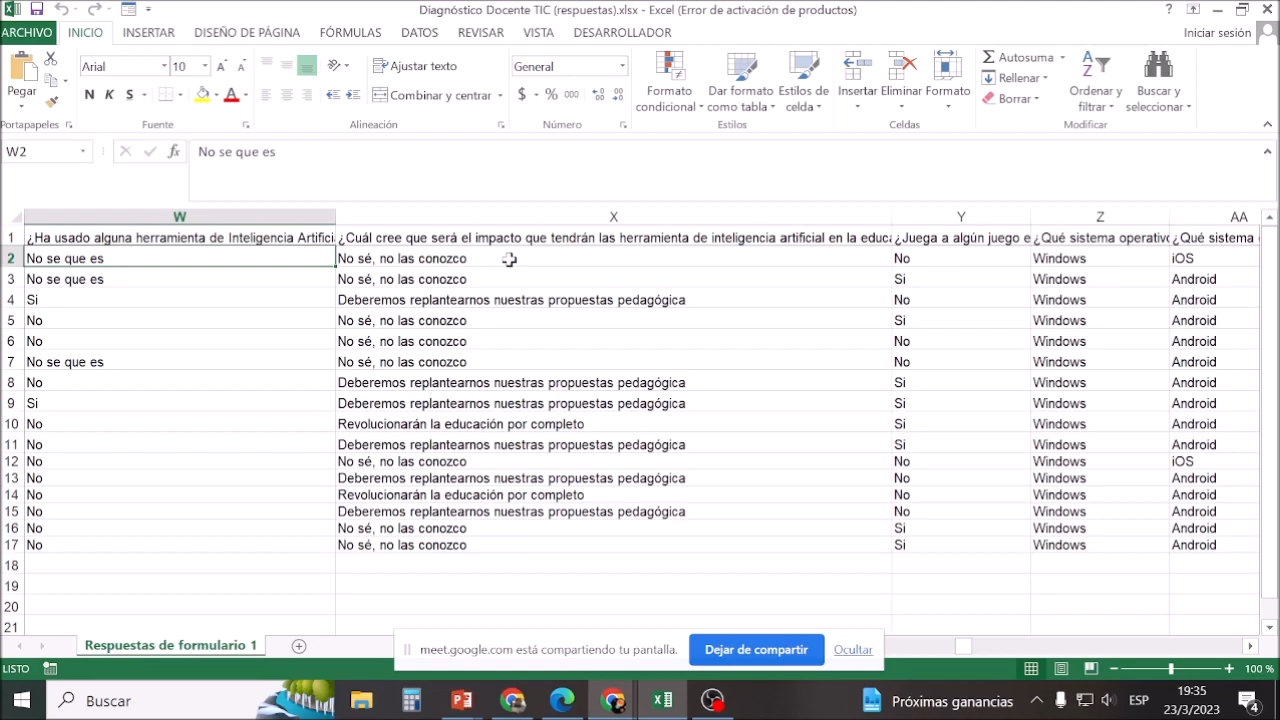 Diagnóstico Docente TIC (respuestas).xlsx - Excel (Error de activación de productos)
ARCHIVO INICIO INSERTAR DISEÑO DE PÁGINA FÓRMULAS DATOS REVISAR VISTA DESARROLLADOR Iniciar sesión
Pegar
Arial 10
N K S
Ajustar texto
Combinar y centrar
General
$ % 000
Formato condicional
Dar formato como tabla
Estilos de celda
Insertar Eliminar Formato
Autosuma
Rellenar
Borrar
Ordenar y filtrar
Buscar y seleccionar
Portapapeles Fuente Alineación Número Estilos Celdas Modificar
W2 fx No se que es
W X Y Z AA
1 ¿Ha usado alguna herramienta de Inteligencia Artifici ¿Cuál cree que será el impacto que tendrán las herramienta de inteligencia artificial en la educa ¿Juega a algún juego e ¿Qué sistema operativo ¿Qué sistema
2 No se que es No sé, no las conozco No Windows iOS
3 No se que es No sé, no las conozco Si Windows Android
4 Si Deberemos replantearnos nuestras propuestas pedagógica No Windows Android
5 No No sé, no las conozco Si Windows Android
6 No No sé, no las conozco No Windows Android
7 No se que es No sé, no las conozco No Windows Android
8 No Deberemos replantearnos nuestras propuestas pedagógica Si Windows Android
9 Si Deberemos replantearnos nuestras propuestas pedagógica Si Windows Android
10 No Revolucionarán la educación por completo Si Windows Android
11 No Deberemos replantearnos nuestras propuestas pedagógica Si Windows Android
12 No No sé, no las conozco No Windows iOS
13 No Deberemos replantearnos nuestras propuestas pedagógica No Windows Android
14 No Revolucionarán la educación por completo No Windows Android
15 No Deberemos replantearnos nuestras propuestas pedagógica No Windows Android
16 No No sé, no las conozco Si Windows Android
17 No No sé, no las conozco Si Windows Android
18
19
20
21
Respuestas de formulario 1
meet.google.com está compartiendo tu pantalla. Dejar de compartir Ocultar
LISTO 100 %
Buscar Próximas ganancias ESP 19:35
23/3/2023 4